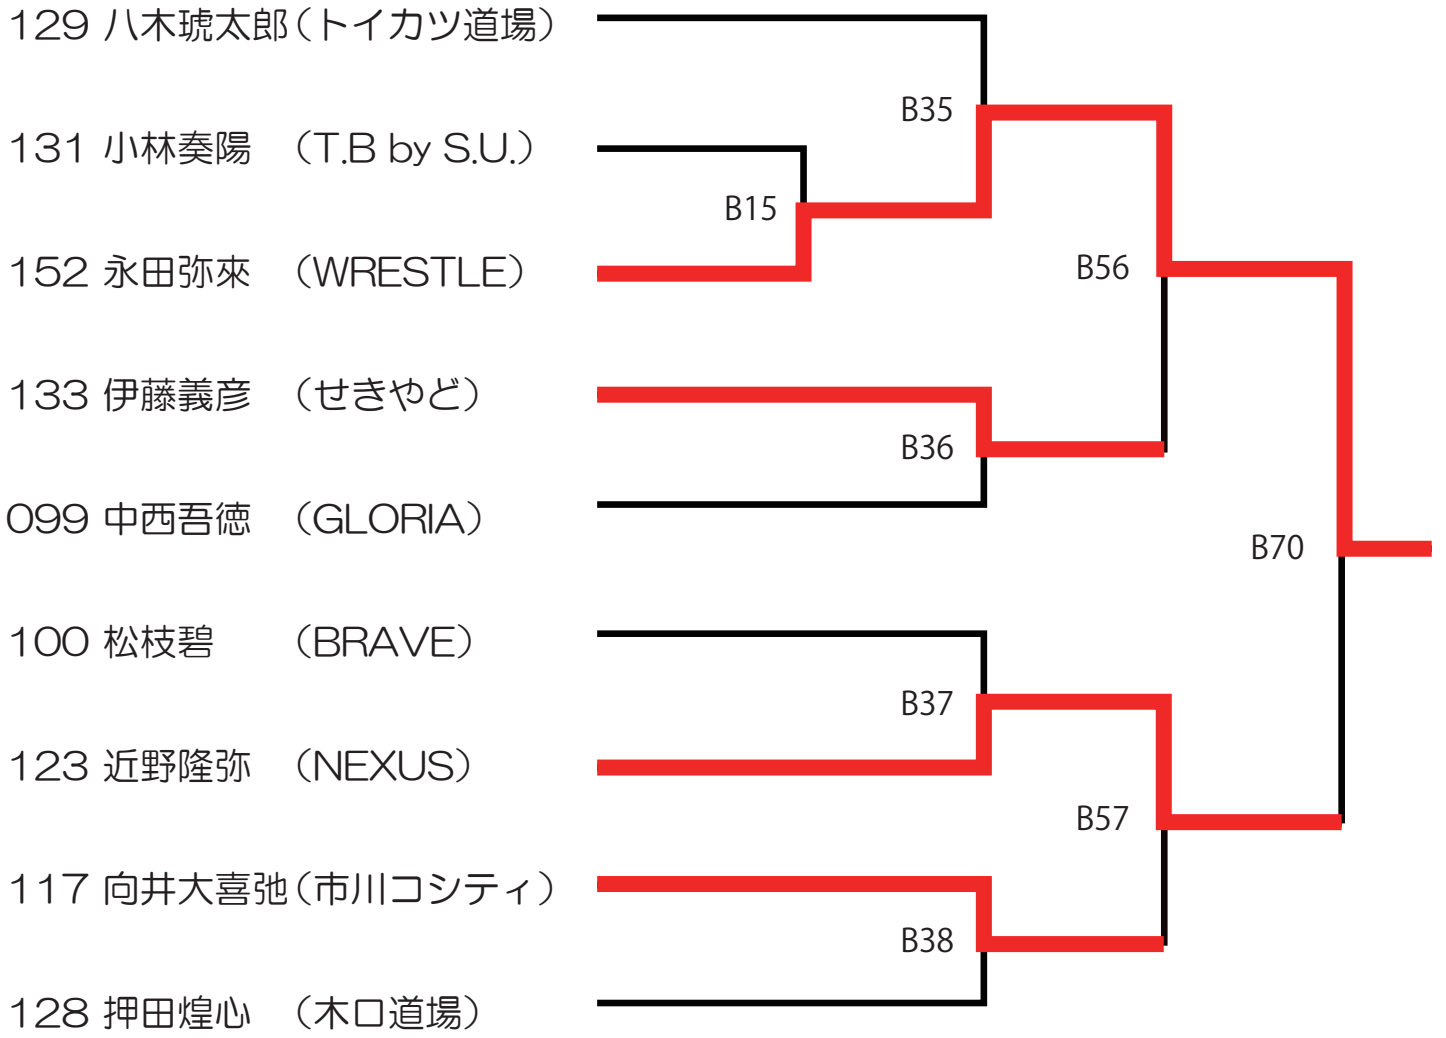 129 八木琥太郎（トイカツ道場）
B35
131 小林奏陽 （T.B by S.U.）
B15
152 永田弥來 （WRESTLE）
B56
133 伊藤義彦 （せきやど）
B36
099 中西吾徳 （GLORIA）
B70
100 松枝碧 （BRAVE）
B37
123 近野隆弥 （NEXUS）
B57
117 向井大喜弛（市川コシティ）
B38
128 押田煌心 （木口道場）